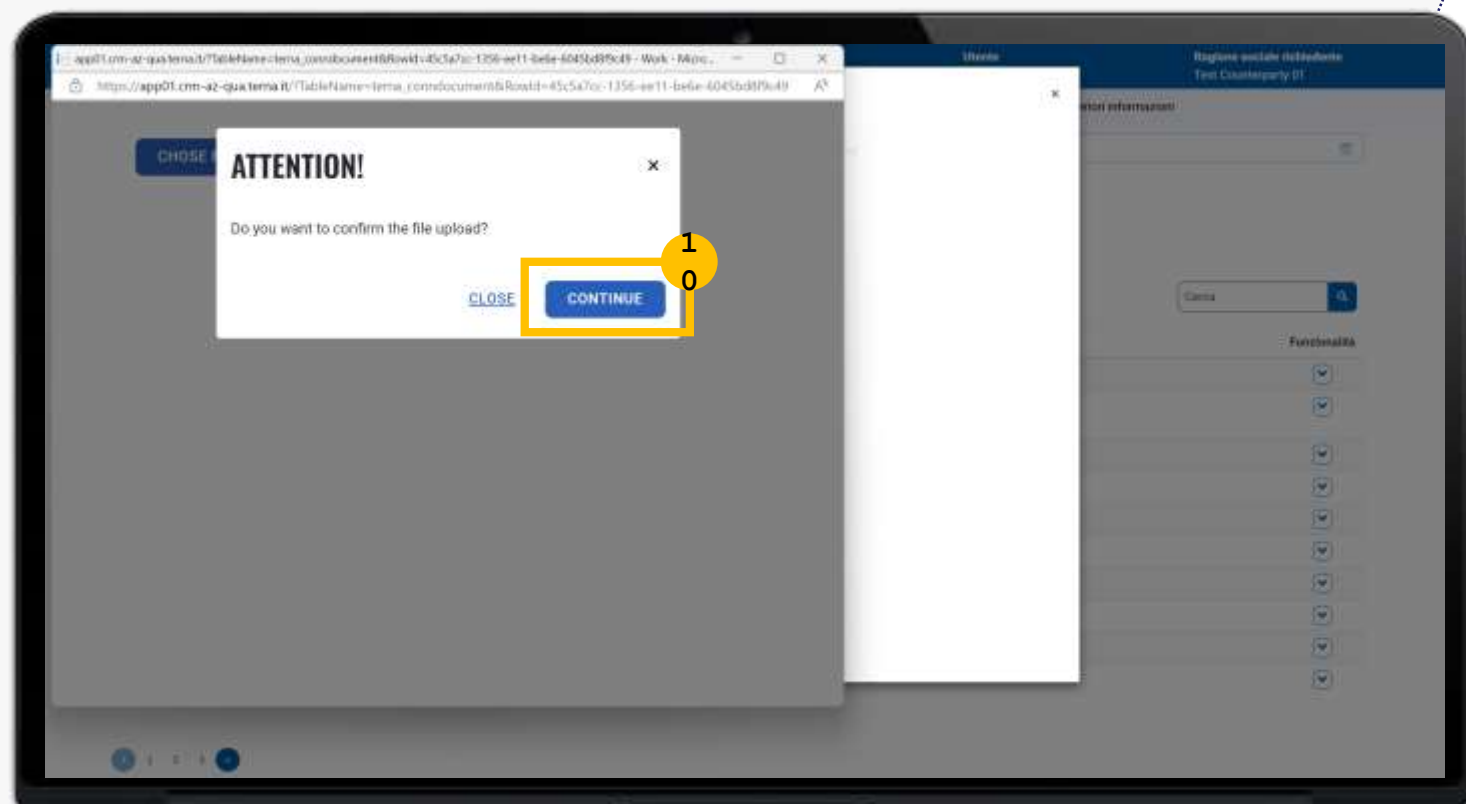 app01.crm-az-qua.terna.it/?TableName=terna_conndocument&RowId=45c5a7cc-1356-ee11-be6e-6045bd8f9c49 - Work - Micro...
https://app01.crm-az-qua.terna.it/?TableName=terna_conndocument&RowId=45c5a7cc-1356-ee11-be6e-6045bd8f9c49
Utente
Ragione sociale richiedente
Test Counterparty 01
informazioni
CHOSE
ATTENTION!
Do you want to confirm the file upload?
10
CLOSE
CONTINUE
Cerca
Funzionalità